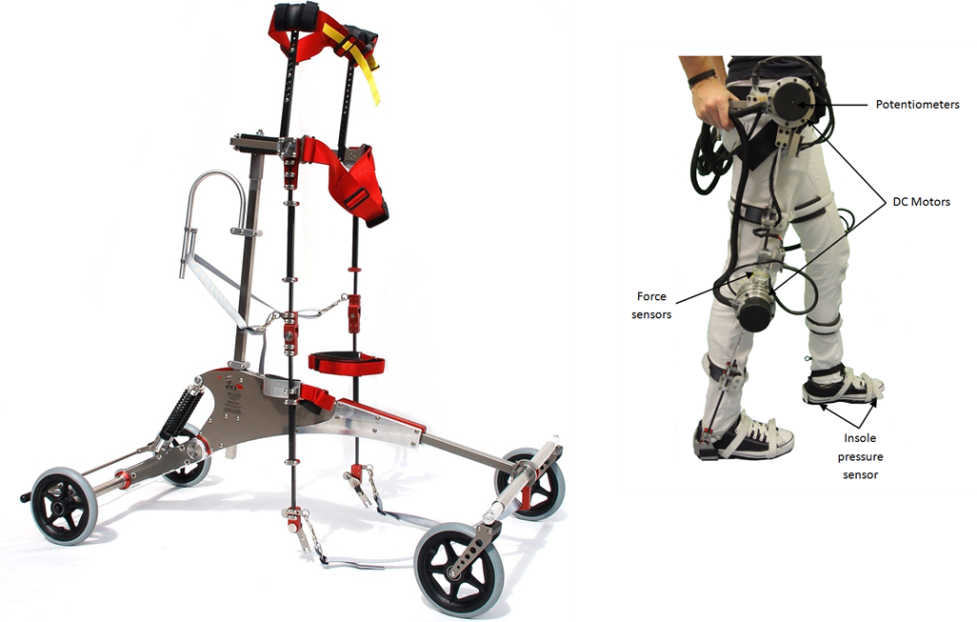 Potentiometers
DC Motors
Force
sensors
Insole
pressure
sensor